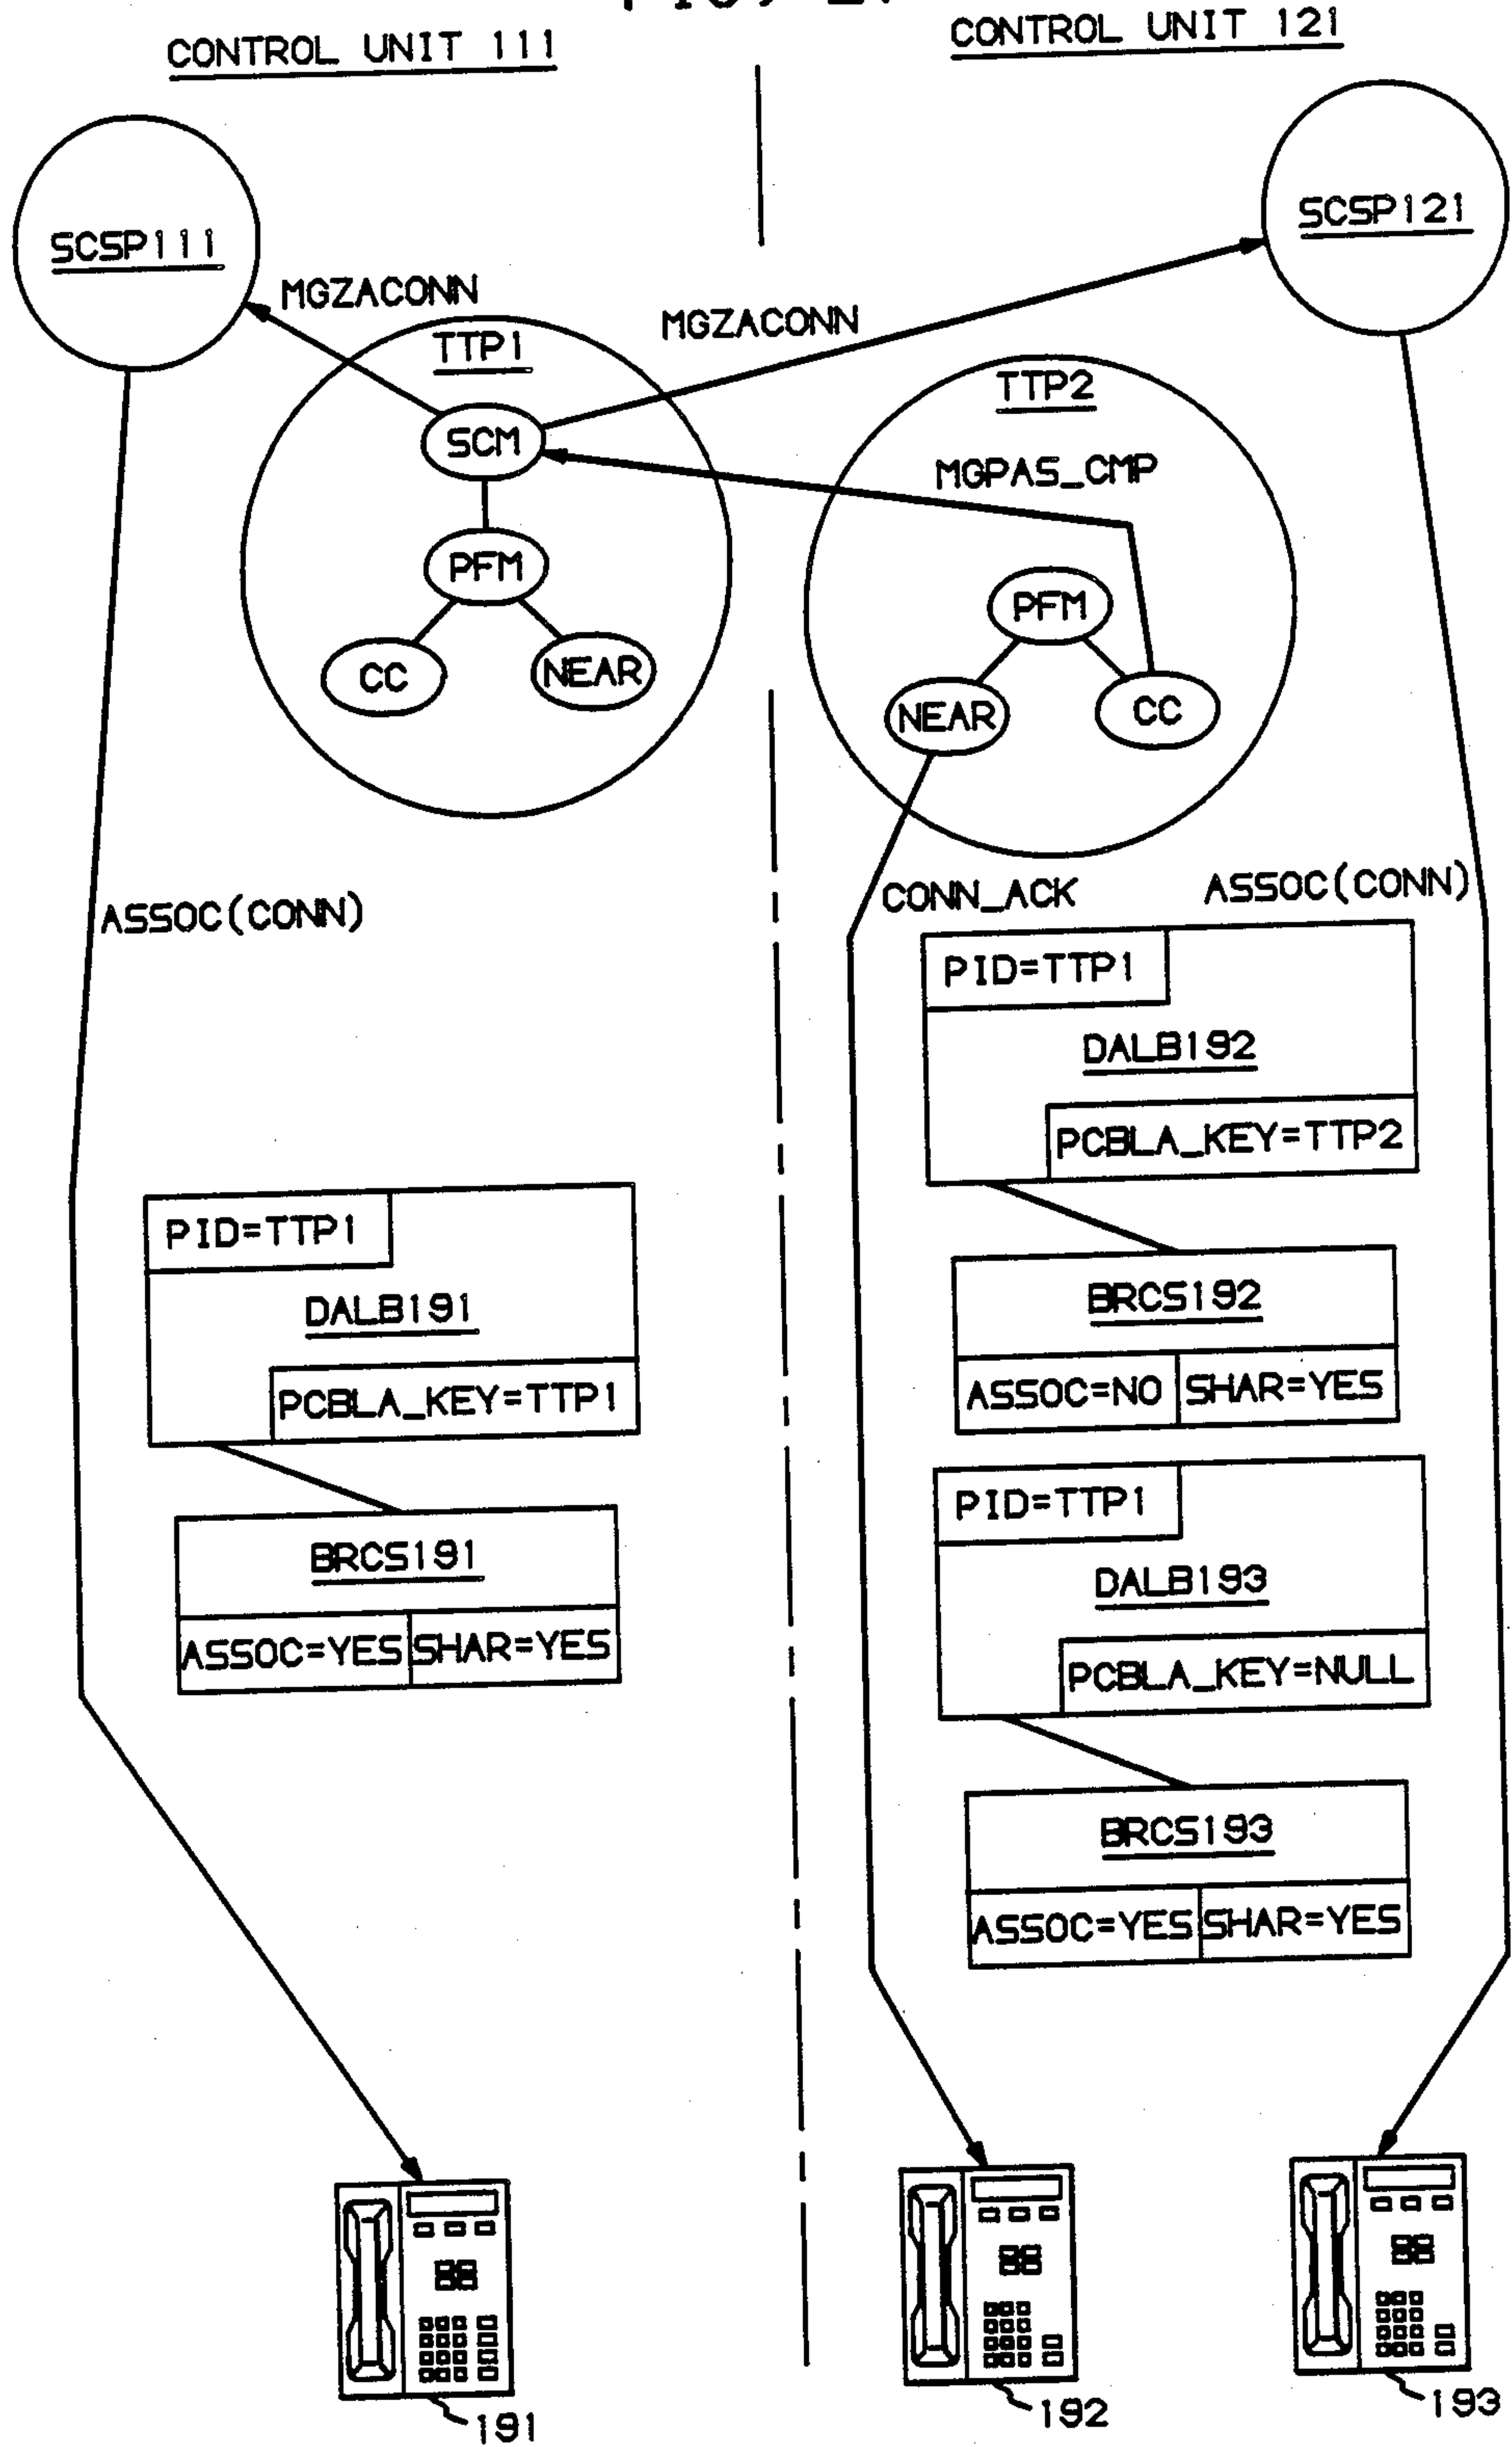 CONTROL UNIT 111
CONTROL UNIT 121
SCSP111
SCSP121
MGZACONN
MGZACONN
TTP1
TTP2
SCM
MGPAS_CMP
PFM
PFM
CC
NEAR
NEAR
CC
ASSOC(CONN)
CONN_ACK
ASSOC(CONN)
PID=TTP1
DALB192
PCBLA_KEY=TTP2
PID=TTP1
DALB191
PCBLA_KEY=TTP1
BRCS192
ASSOC=NO SHAR=YES
PID=TTP1
DALB193
PCBLA_KEY=NULL
BRCS191
ASSOC=YES SHAR=YES
BRCS193
ASSOC=YES SHAR=YES
191
192
193